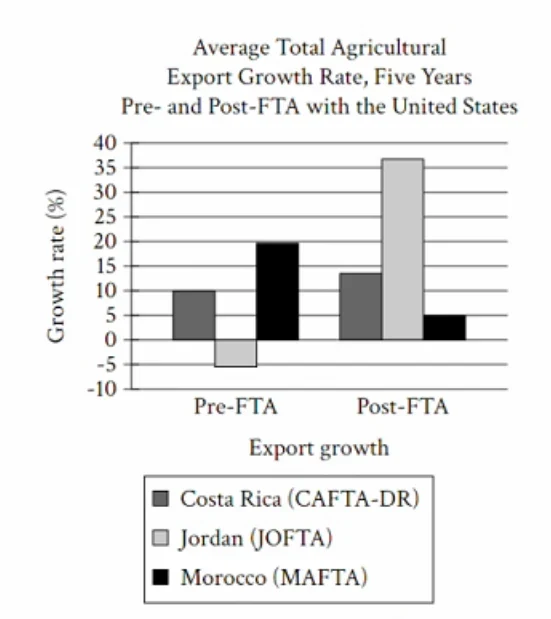 Average Total Agricultural
Export Growth Rate, Five Years
Pre- and Post-FTA with the United States
Growth rate (%)
40
35
30
25
20
15
10
5
0
-5
-10
Pre-FTA Post-FTA
Export growth
Costa Rica (CAFTA-DR)
Jordan (JOFTA)
Morocco (MAFTA)